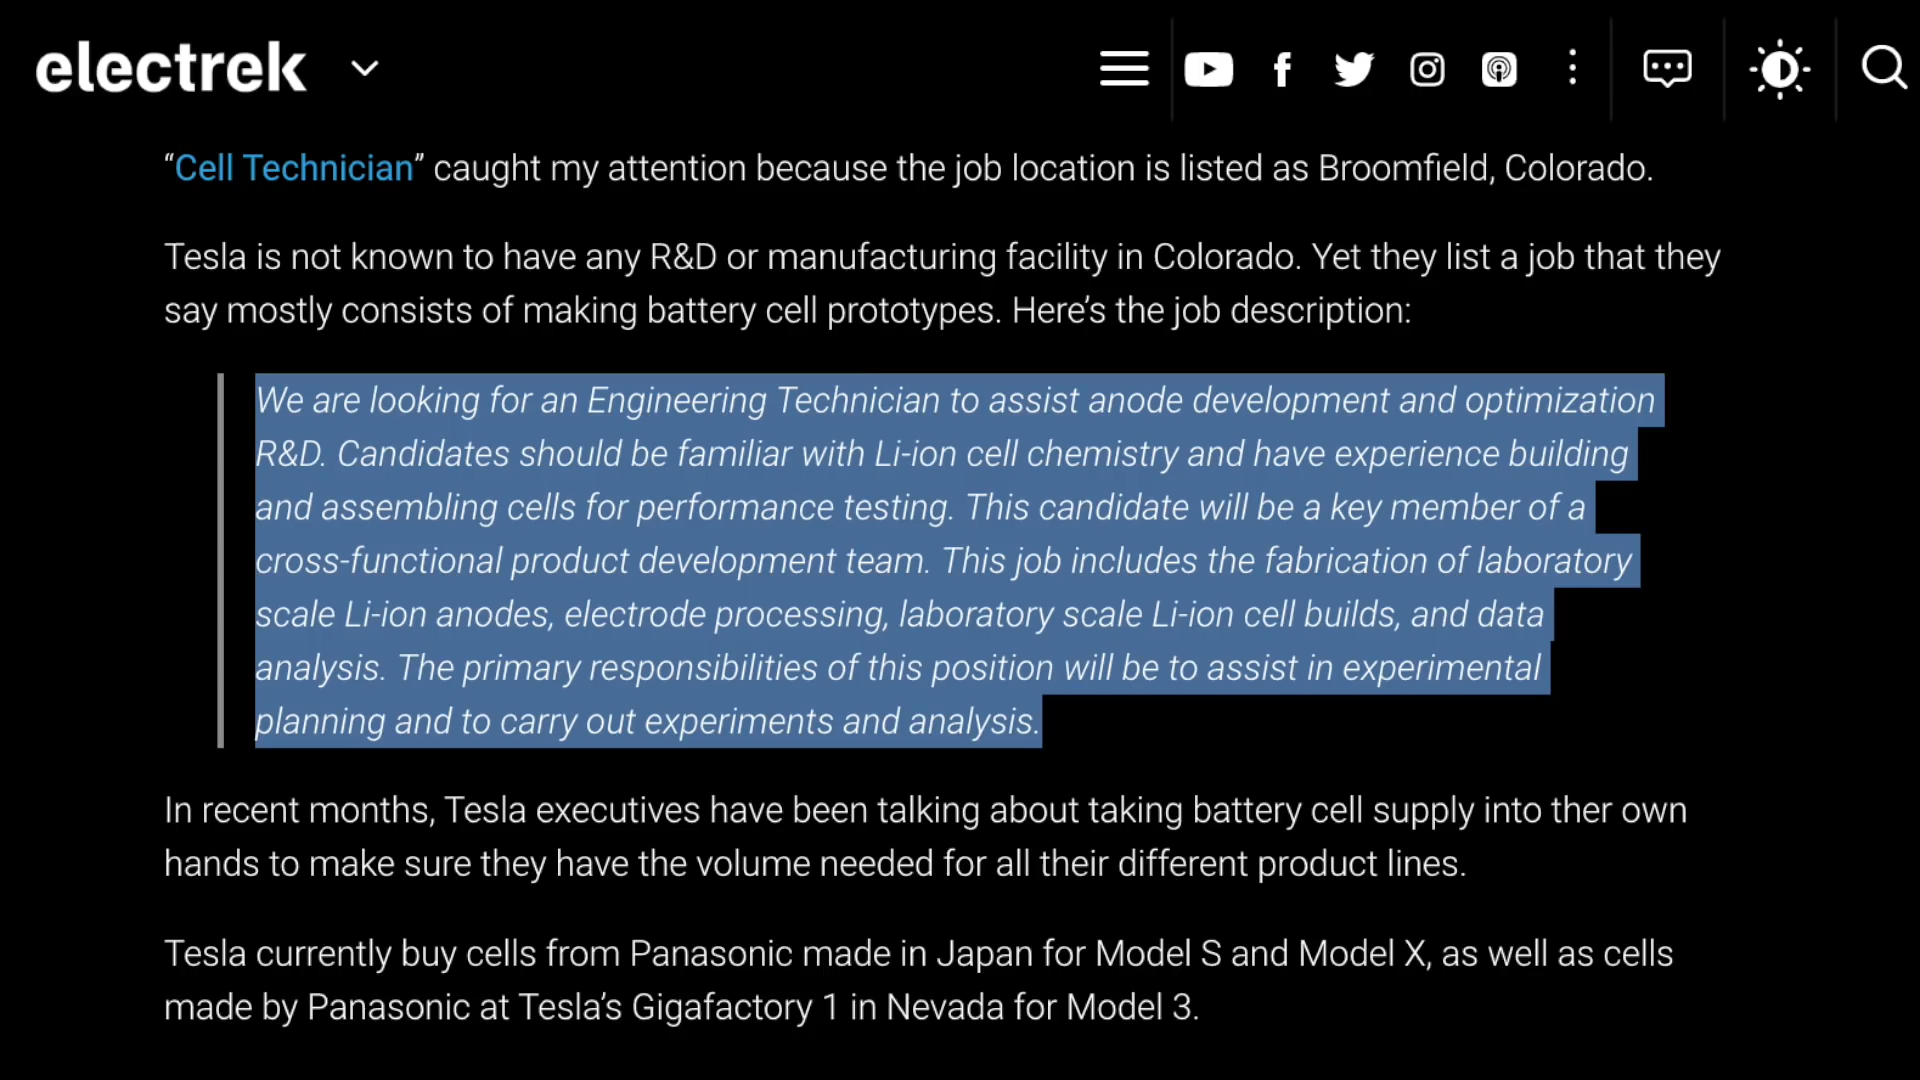 electrek
“Cell Technician” caught my attention because the job location is listed as Broomfield, Colorado.
Tesla is not known to have any R&D or manufacturing facility in Colorado. Yet they list a job that they
say mostly consists of making battery cell prototypes. Here’s the job description:
We are looking for an Engineering Technician to assist anode development and optimization
R&D. Candidates should be familiar with Li-ion cell chemistry and have experience building
and assembling cells for performance testing. This candidate will be a key member of a
cross-functional product development team. This job includes the fabrication of laboratory
scale Li-ion anodes, electrode processing, laboratory scale Li-ion cell builds, and data
analysis. The primary responsibilities of this position will be to assist in experimental
planning and to carry out experiments and analysis.
In recent months, Tesla executives have been talking about taking battery cell supply into ther own
hands to make sure they have the volume needed for all their different product lines.
Tesla currently buy cells from Panasonic made in Japan for Model S and Model X, as well as cells
made by Panasonic at Tesla’s Gigafactory 1 in Nevada for Model 3.